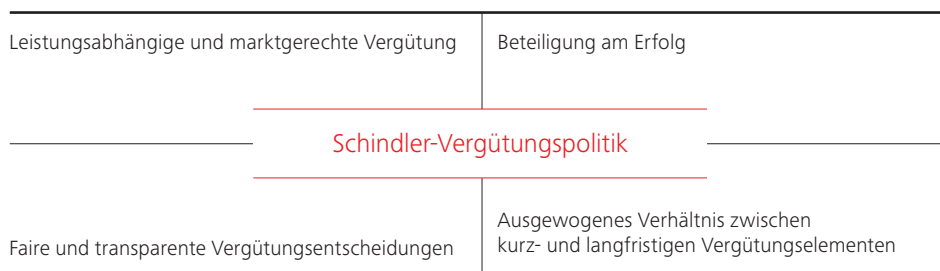 Leistungsabhängige und marktgerechte Vergütung
Beteiligung am Erfolg
Schindler-Vergütungspolitik
Faire und transparente Vergütungsentscheidungen
Ausgewogenes Verhältnis zwischen
kurz- und langfristigen Vergütungselementen